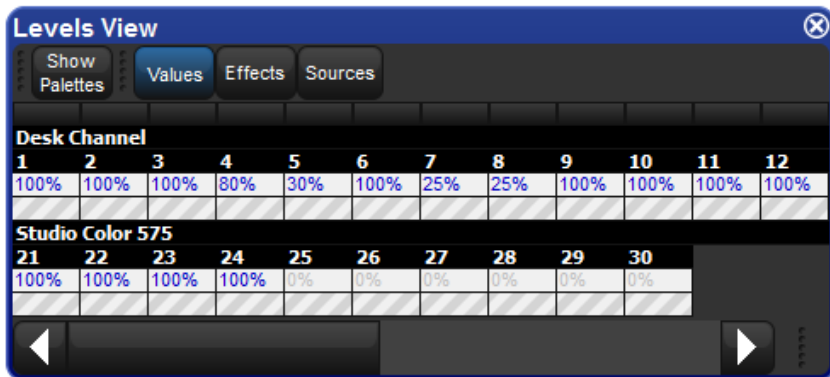 Levels View
Show
Palettes
Values Effects Sources
Desk Channel
1 2 3 4 5 6 7 8 9 10 11 12
100% 100% 100% 80% 30% 100% 25% 25% 100% 100% 100% 100%
Studio Color 575
21 22 23 24 25 26 27 28 29 30
100% 100% 100% 100% 0% 0% 0% 0% 0% 0%